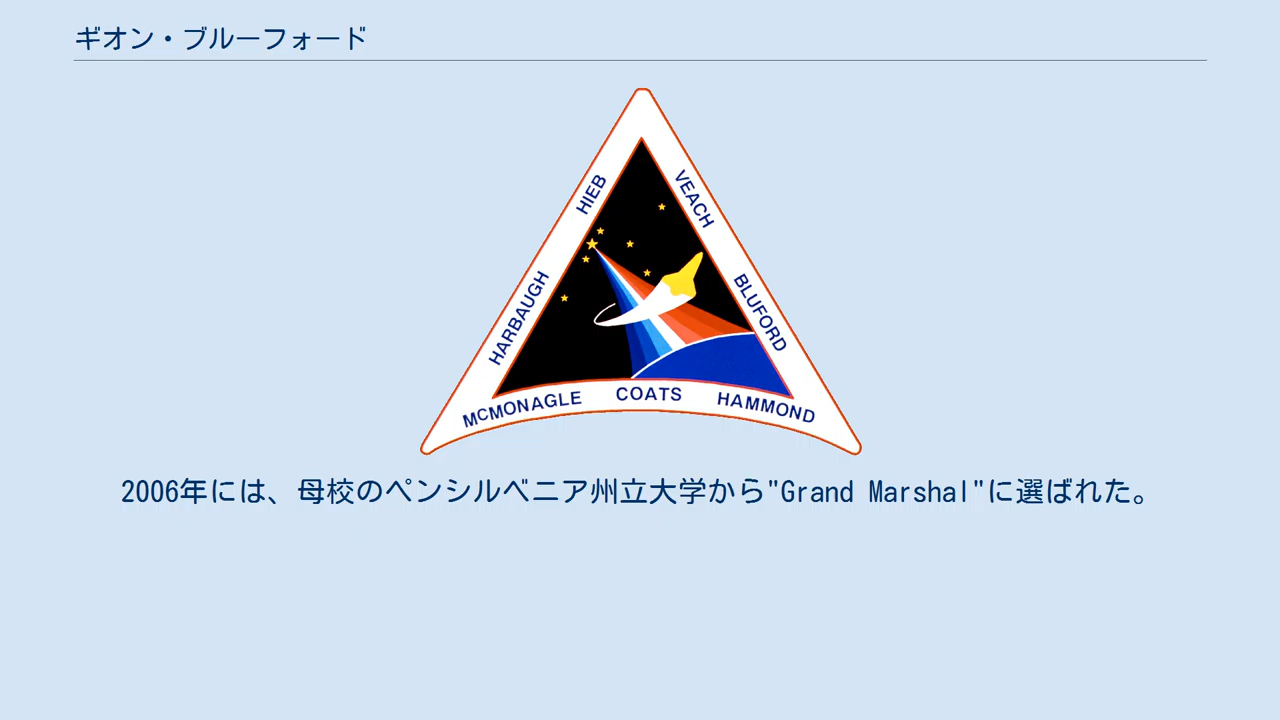 ギオン・ブルーフォード
HIEB
VEACH
HARBAUGH
BLUFORD
MCMONAGLE
COATS
HAMMOND
2006年には、母校のペンシルベニア州立大学から"Grand Marshal"に選ばれた。